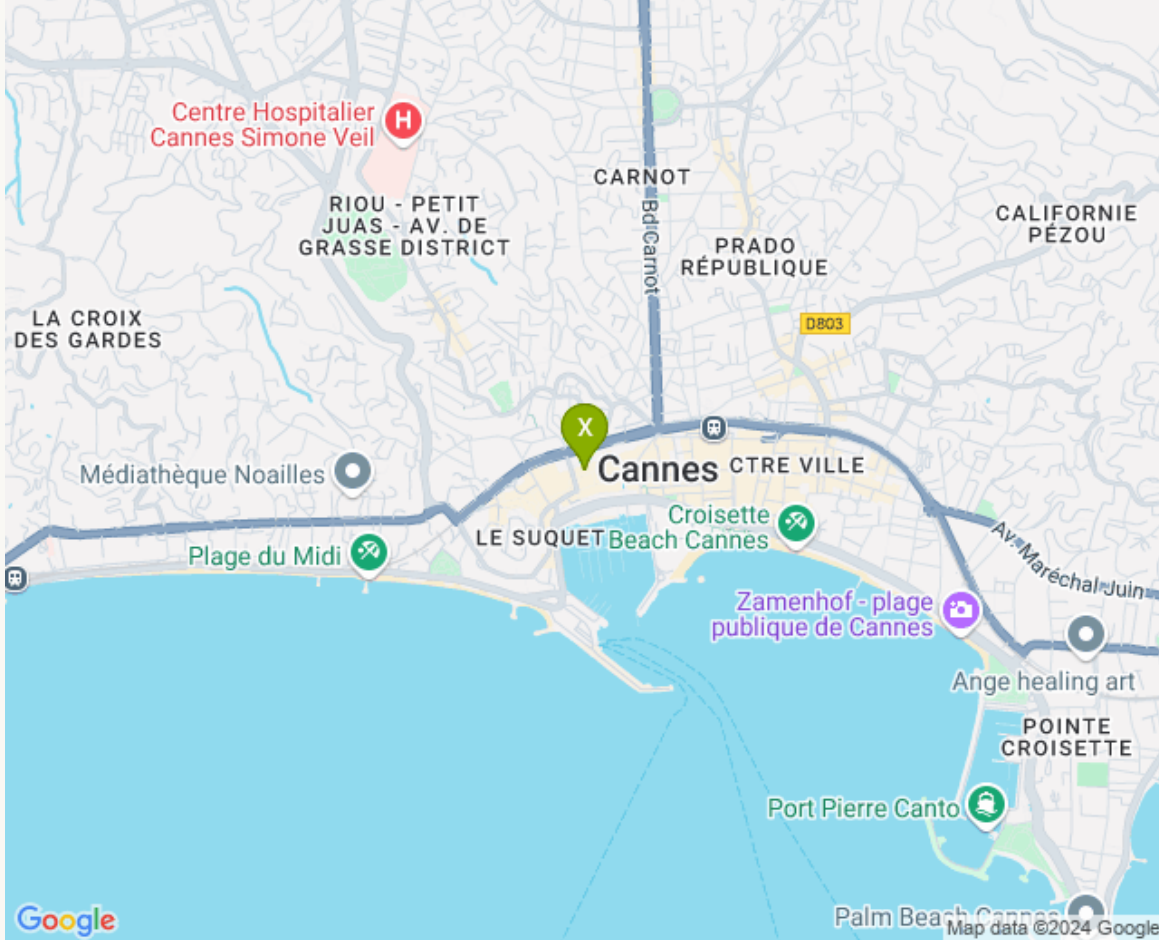 Centre Hospitalier
Cannes Simone Veil
H
CARNOT
RIOU - PETIT
JUAS - AV. DE
GRASSE DISTRICT
Bd Carnot
CALIFORNIE
PÉZOU
PRADO
RÉPUBLIQUE
LA CROIX
DES GARDES
D803
X
Médiathèque Noailles
Cannes
CTRE VILLE
LE SUQUET
Croisette
Beach Cannes
Plage du Midi
Av. Maréchal Juin
Zamenhof - plage
publique de Cannes
Ange healing art
POINTE
CROISETTE
Port Pierre Canto
Palm Beach Cannes
Google
Map data ©2024 Google